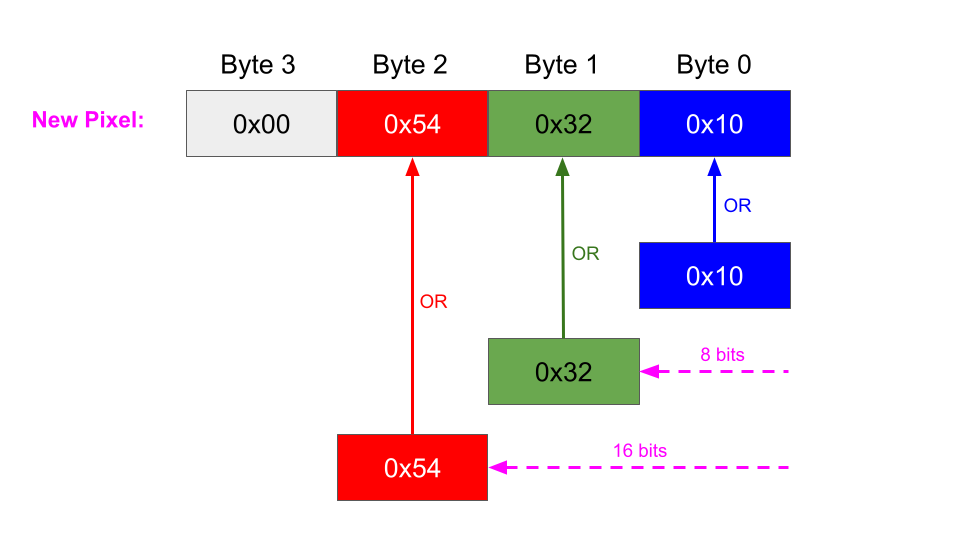 Byte 3 Byte 2 Byte 1 Byte 0
New Pixel: 0x00 0x54 0x32 0x10
OR
0x10
OR
OR
8 bits
0x32
16 bits
0x54